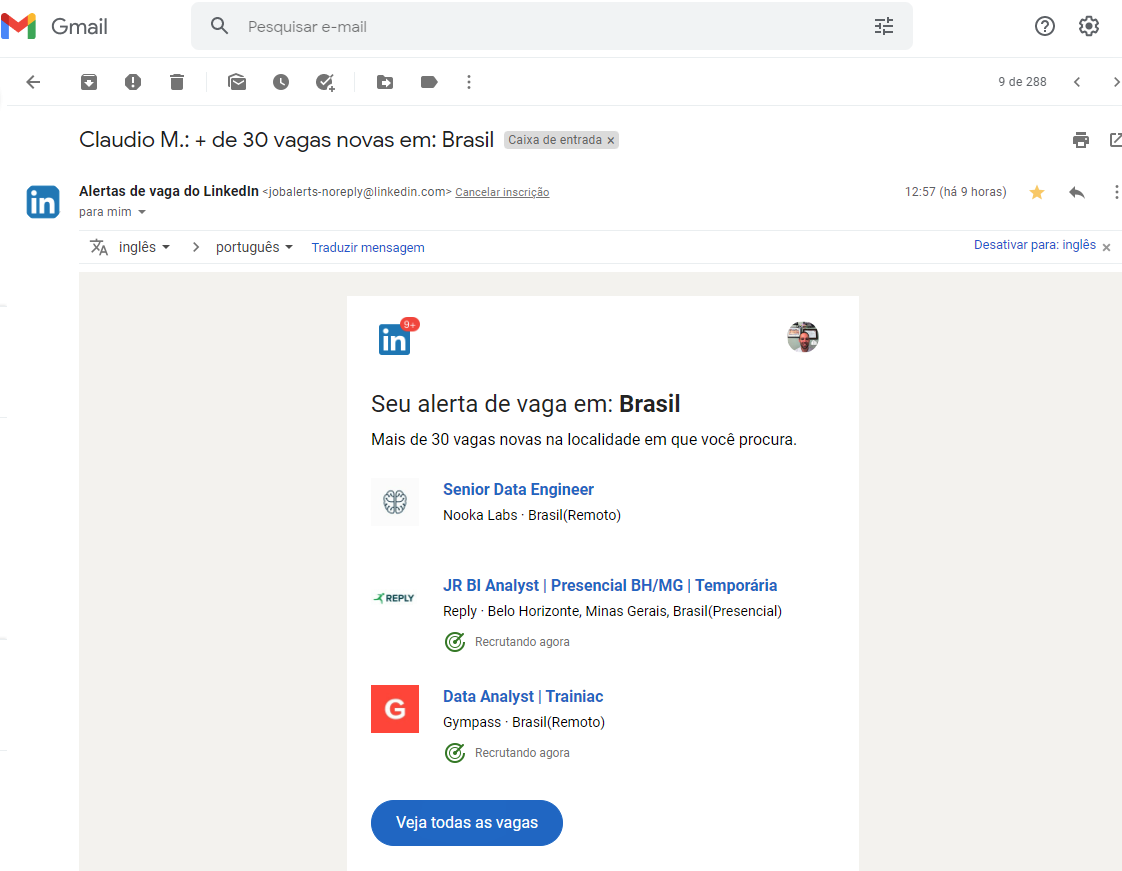 Gmail
Pesquisar e-mail
9 de 288
Claudio M.: + de 30 vagas novas em: Brasil
Caixa de entrada ×
in
Alertas de vaga do LinkedIn <jobalerts-noreply@linkedin.com> Cancelar inscrição
12:57 (há 9 horas)
para mim
inglês > português Traduzir mensagem
Desativar para: inglês ×
in 9+
Seu alerta de vaga em: Brasil
Mais de 30 vagas novas na localidade em que você procura.
Senior Data Engineer
Nooka Labs · Brasil(Remoto)
REPLY
JR BI Analyst | Presencial BH/MG | Temporária
Reply · Belo Horizonte, Minas Gerais, Brasil(Presencial)
Recrutando agora
G
Data Analyst | Trainiac
Gympass · Brasil(Remoto)
Recrutando agora
Veja todas as vagas